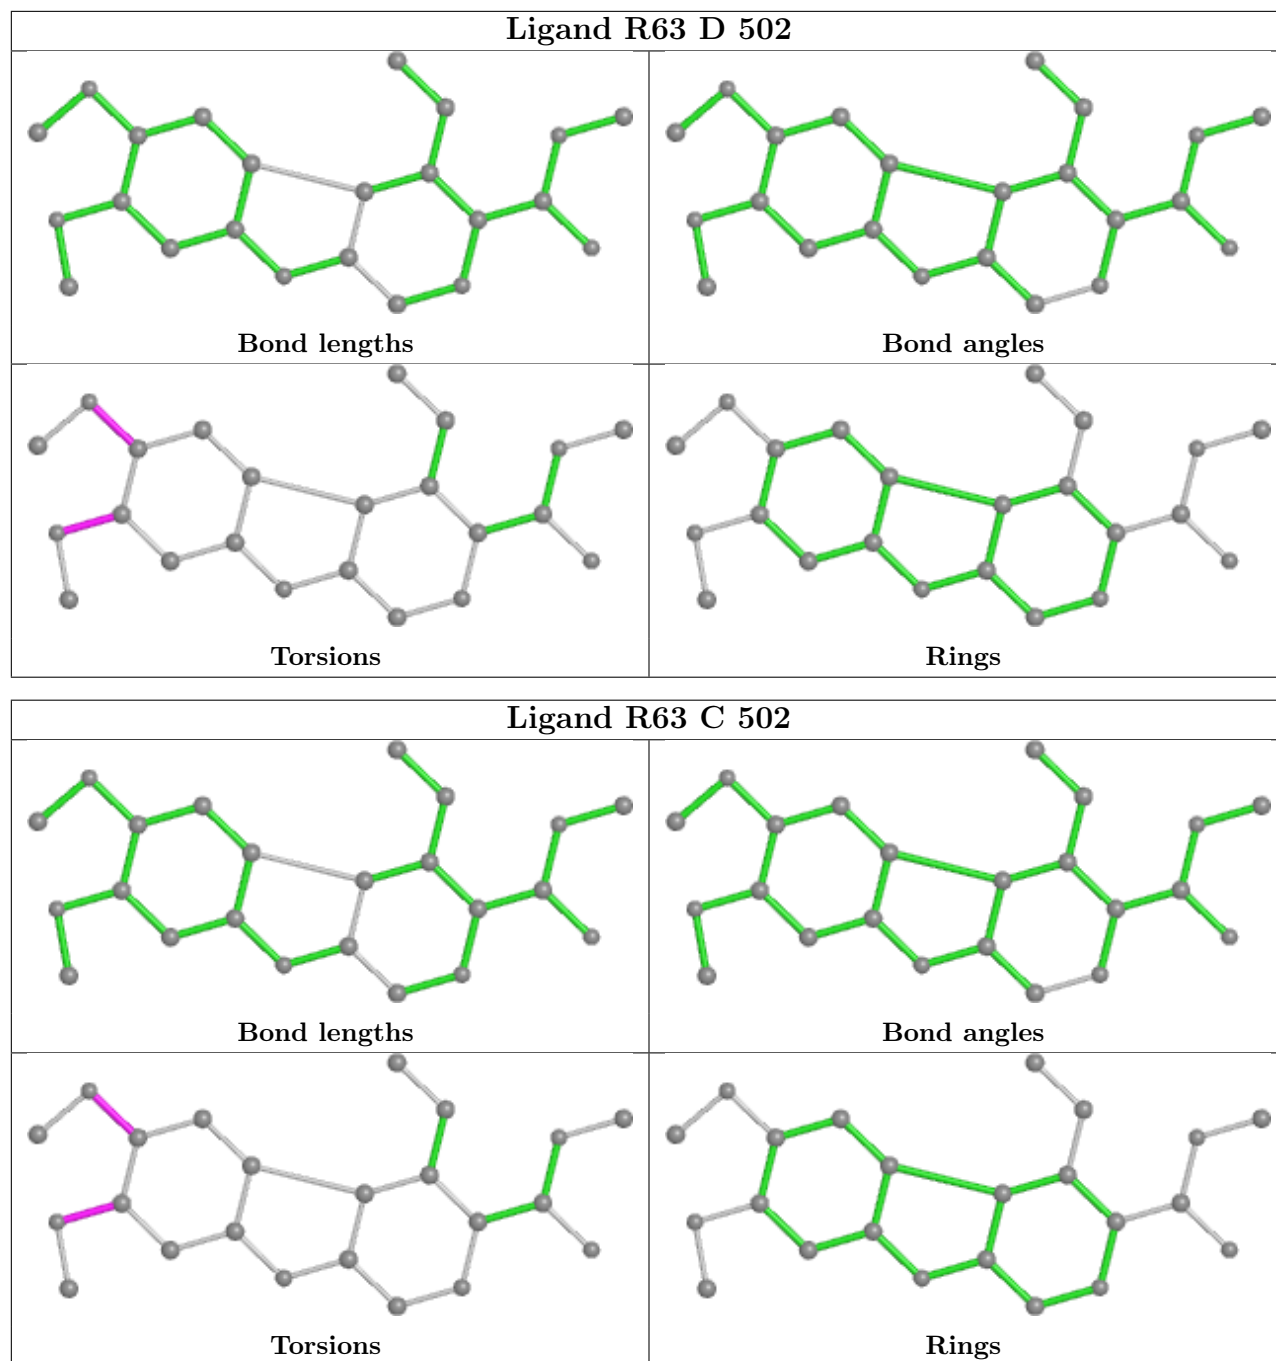 Ligand R63 D 502
Bond lengths
Bond angles
Torsions
Rings
Ligand R63 C 502
Bond lengths
Bond angles
Torsions
Rings